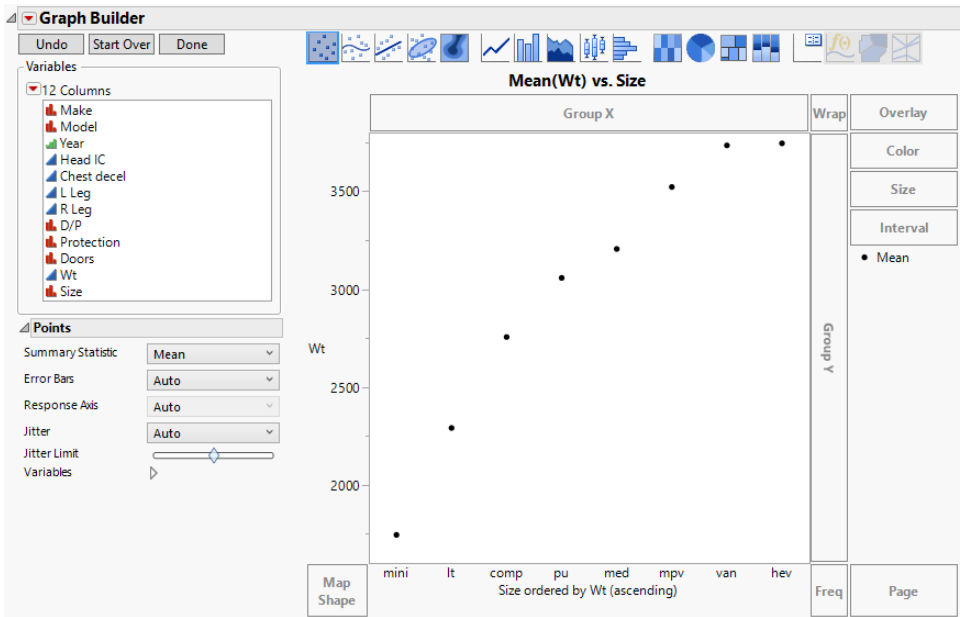 Graph Builder
Undo Start Over Done
Variables
12 Columns
Make
Model
Year
Head IC
Chest decel
L Leg
R Leg
D/P
Protection
Doors
Wt
Size
Points
Summary Statistic Mean
Error Bars Auto
Response Axis Auto
Jitter Auto
Jitter Limit
Variables
Mean(Wt) vs. Size
Group X
Wrap
Overlay
Color
Size
Interval
Mean
3500
3000
2500
2000
Wt
Group Y
mini lt comp pu med mpv van hev
Size ordered by Wt (ascending)
Map
Shape
Freq
Page